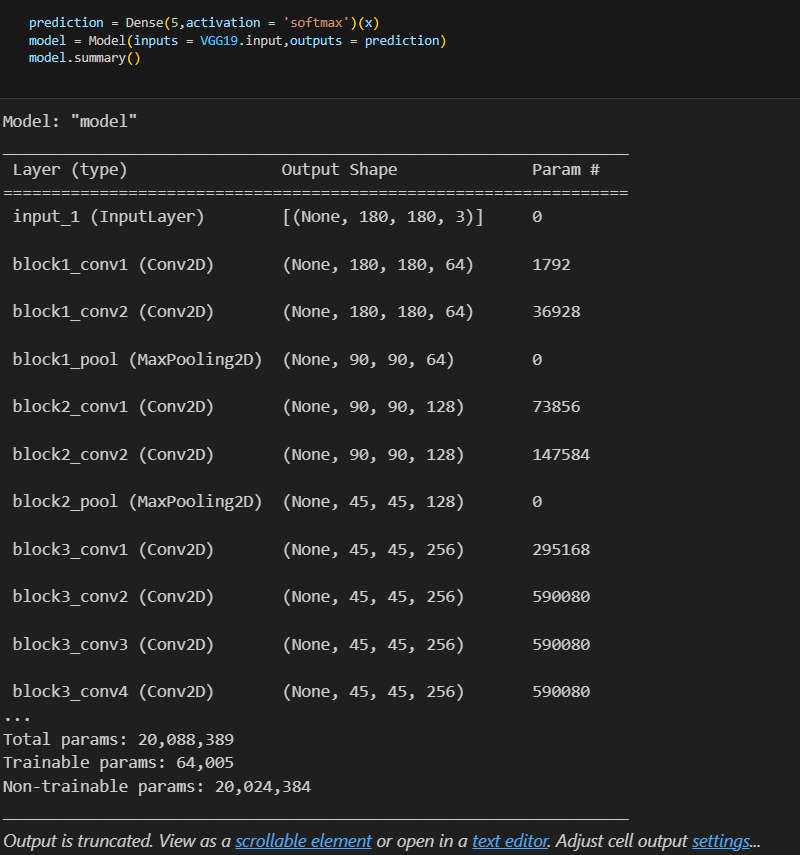 prediction = Dense(5,activation = 'softmax')(x)
model = Model(inputs = VGG19.input,outputs = prediction)
model.summary()
Model: "model"
_________________________________________________________________
Layer (type) Output Shape Param #
=================================================================
input_1 (InputLayer) [(None, 180, 180, 3)] 0
block1_conv1 (Conv2D) (None, 180, 180, 64) 1792
block1_conv2 (Conv2D) (None, 180, 180, 64) 36928
block1_pool (MaxPooling2D) (None, 90, 90, 64) 0
block2_conv1 (Conv2D) (None, 90, 90, 128) 73856
block2_conv2 (Conv2D) (None, 90, 90, 128) 147584
block2_pool (MaxPooling2D) (None, 45, 45, 128) 0
block3_conv1 (Conv2D) (None, 45, 45, 256) 295168
block3_conv2 (Conv2D) (None, 45, 45, 256) 590080
block3_conv3 (Conv2D) (None, 45, 45, 256) 590080
block3_conv4 (Conv2D) (None, 45, 45, 256) 590080
...
Total params: 20,088,389
Trainable params: 64,005
Non-trainable params: 20,024,384
_________________________________________________________________
Output is truncated. View as a scrollable element or open in a text editor. Adjust cell output settings...